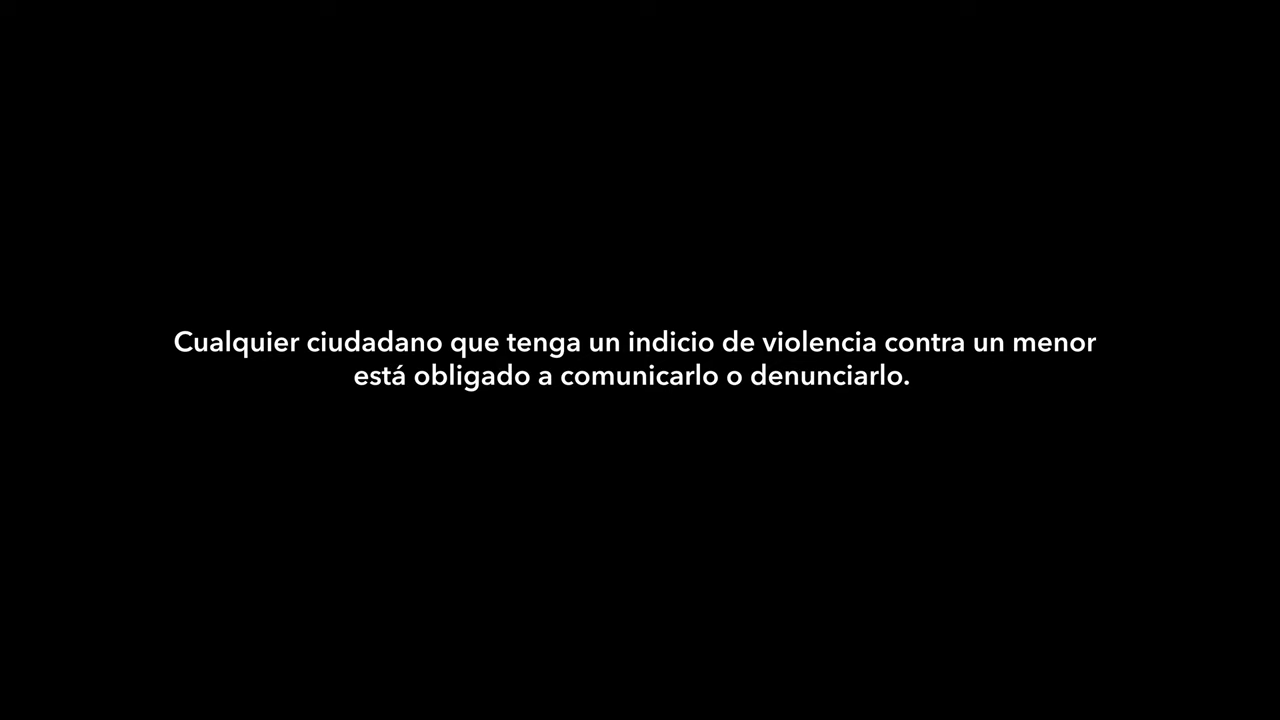 Cualquier ciudadano que tenga un indicio de violencia contra un menor
está obligado a comunicarlo o denunciarlo.